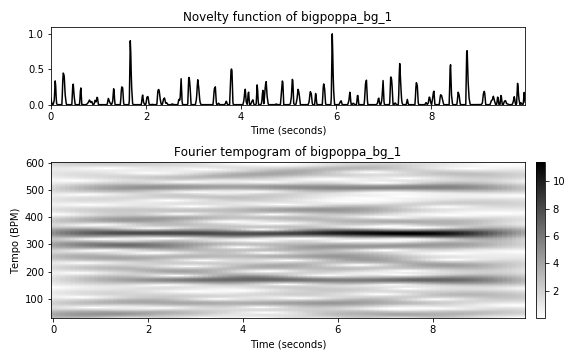 Novelty function of bigpoppa_bg_1
1.0
0.5
0.0
0 2 4 6 8
Time (seconds)
Fourier tempogram of bigpoppa_bg_1
600
500
400
300
200
100
Tempo (BPM)
10
8
6
4
2
0 2 4 6 8
Time (seconds)